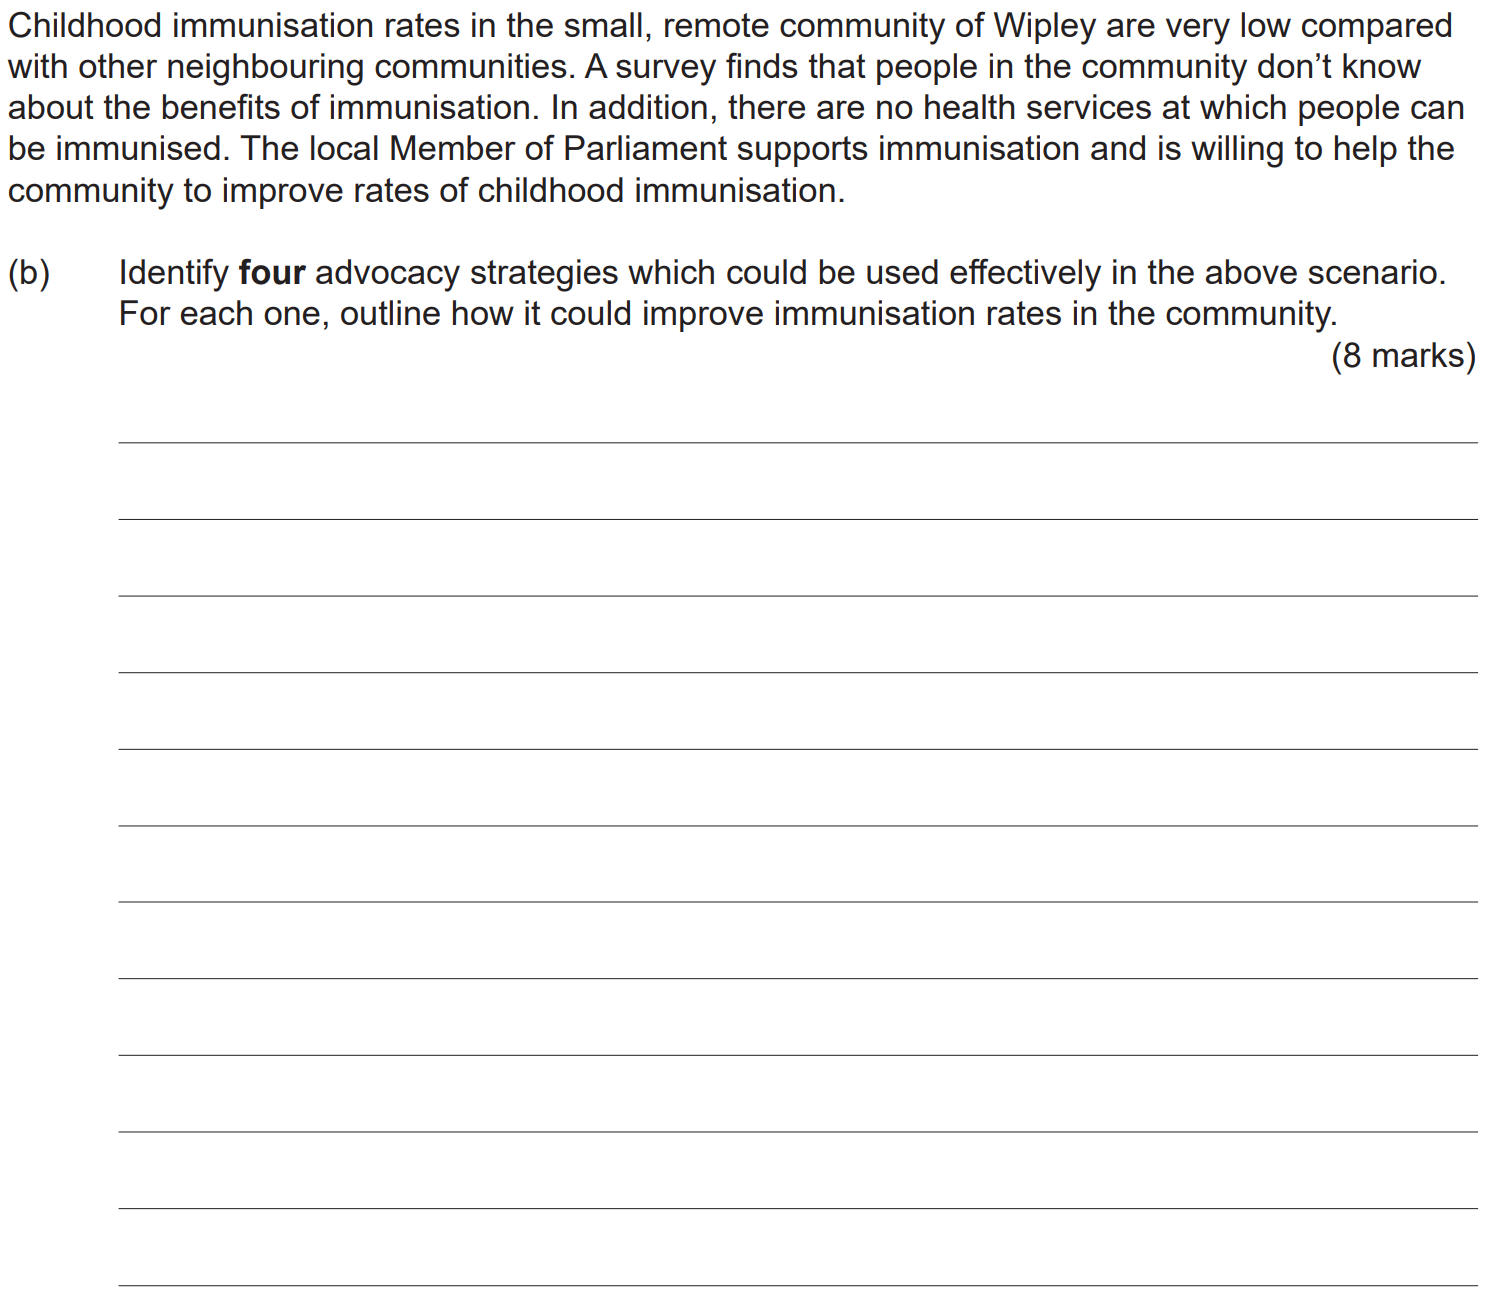 Childhood immunisation rates in the small, remote community of Wipley are very low compared
with other neighbouring communities. A survey finds that people in the community don’t know
about the benefits of immunisation. In addition, there are no health services at which people can
be immunised. The local Member of Parliament supports immunisation and is willing to help the
community to improve rates of childhood immunisation.
(b) Identify four advocacy strategies which could be used effectively in the above scenario.
For each one, outline how it could improve immunisation rates in the community.
(8 marks)